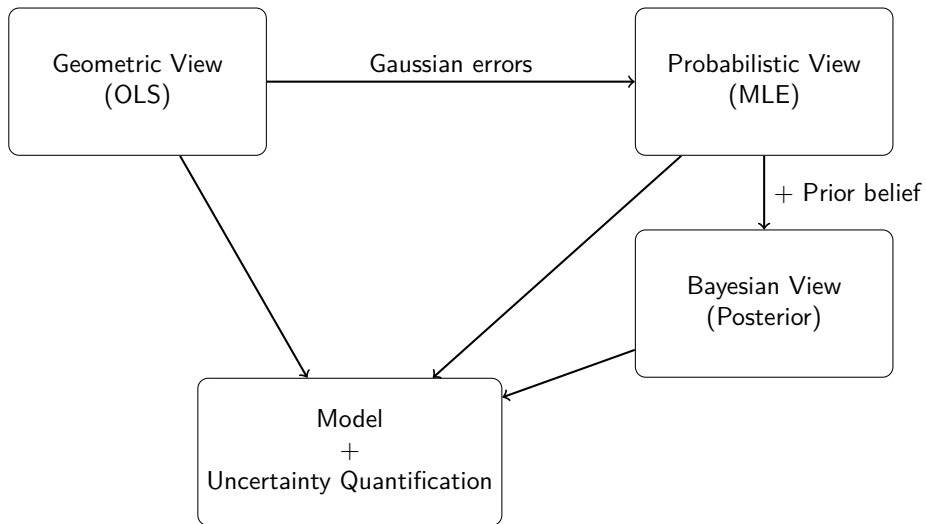 Geometric View
(OLS)
Gaussian errors
Probabilistic View
(MLE)
+ Prior belief
Bayesian View
(Posterior)
Model
+
Uncertainty Quantification